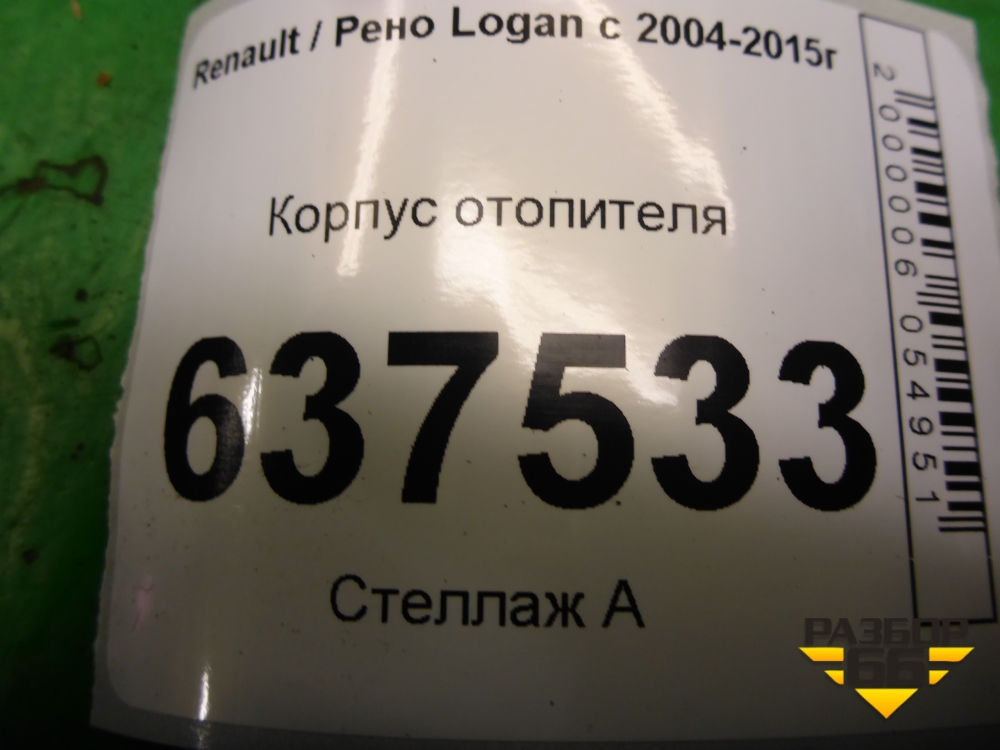 Renault / Рено Logan с 2004-2015г
Корпус отопителя
637533
Стеллаж А
2000006054951
РАЗБОР
66